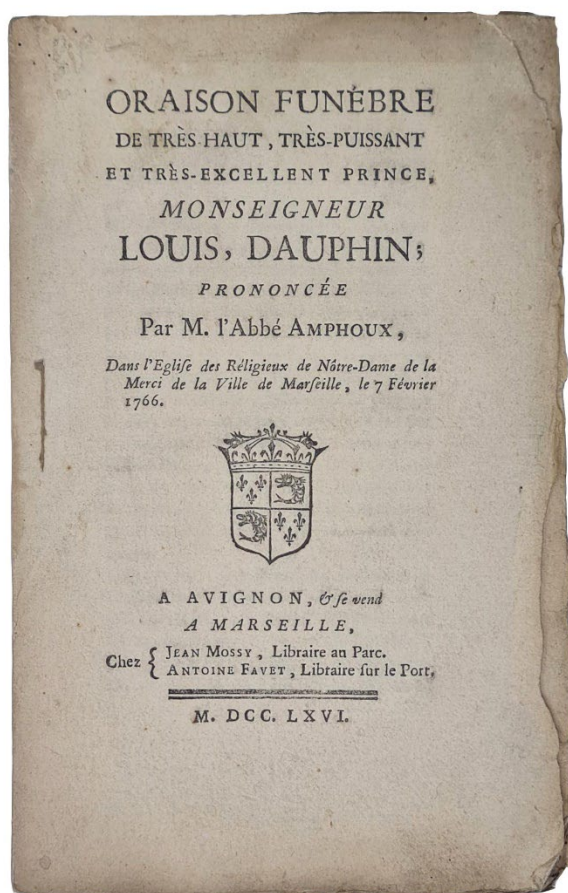 ORAISON FUNÉBRE
DE TRÈS-HAUT, TRÈS-PUISSANT
ET TRÈS-EXCELLENT PRINCE,
MONSEIGNEUR
LOUIS, DAUPHIN;
PRONONCÉE
Par M. l'Abbé AMPHOUX,
Dans l'Egliſe des Réligieux de Nôtre-Dame de la
Merci de la Ville de Marſeille, le 7 Février
1766.
A AVIGNON, & ſe vend
A MARSEILLE,
Chez { JEAN MOSSY, Libraire au Parc.
ANTOINE FAVET, Libraire ſur le Port.
M. DCC. LXVI.